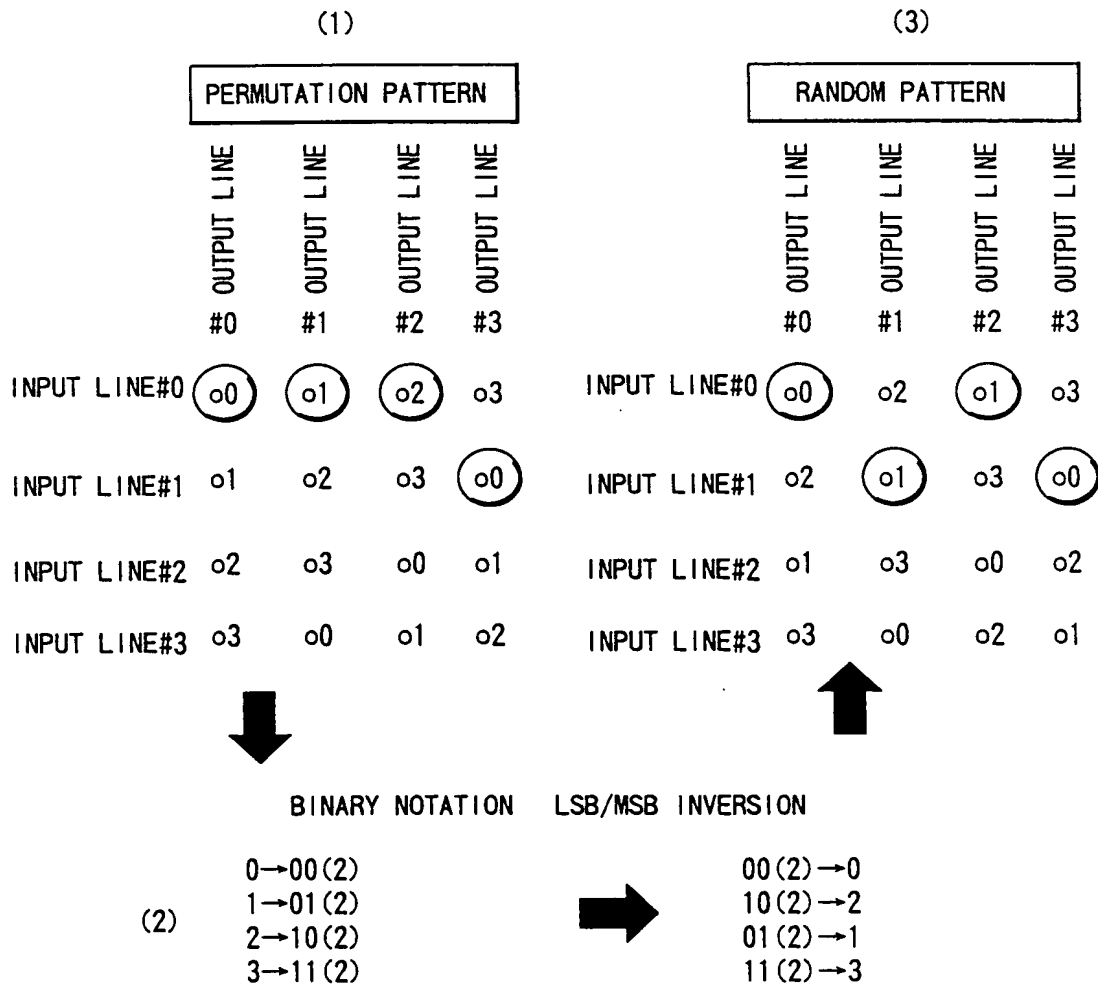 (1) (3)
PERMUTATION PATTERN RANDOM PATTERN
OUTPUT LINE OUTPUT LINE OUTPUT LINE OUTPUT LINE OUTPUT LINE OUTPUT LINE OUTPUT LINE OUTPUT LINE
#0 #1 #2 #3 #0 #1 #2 #3
INPUT LINE#0 o0 o1 o2 o3 INPUT LINE#0 o0 o2 o1 o3
INPUT LINE#1 o1 o2 o3 o0 INPUT LINE#1 o2 o1 o3 o0
INPUT LINE#2 o2 o3 o0 o1 INPUT LINE#2 o1 o3 o0 o2
INPUT LINE#3 o3 o0 o1 o2 INPUT LINE#3 o3 o0 o2 o1
BINARY NOTATION LSB/MSB INVERSION
0→00(2) 00(2)→0
1→01(2) 10(2)→2
(2) 2→10(2) 01(2)→1
3→11(2) 11(2)→3